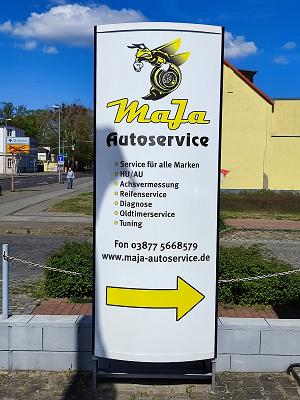 MaJa
Autoservice
Service für alle Marken
HU/AU
Achsvermessung
Reifenservice
Diagnose
Oldtimerservice
Tuning
Fon 03877 5668579
www.maja-autoservice.de